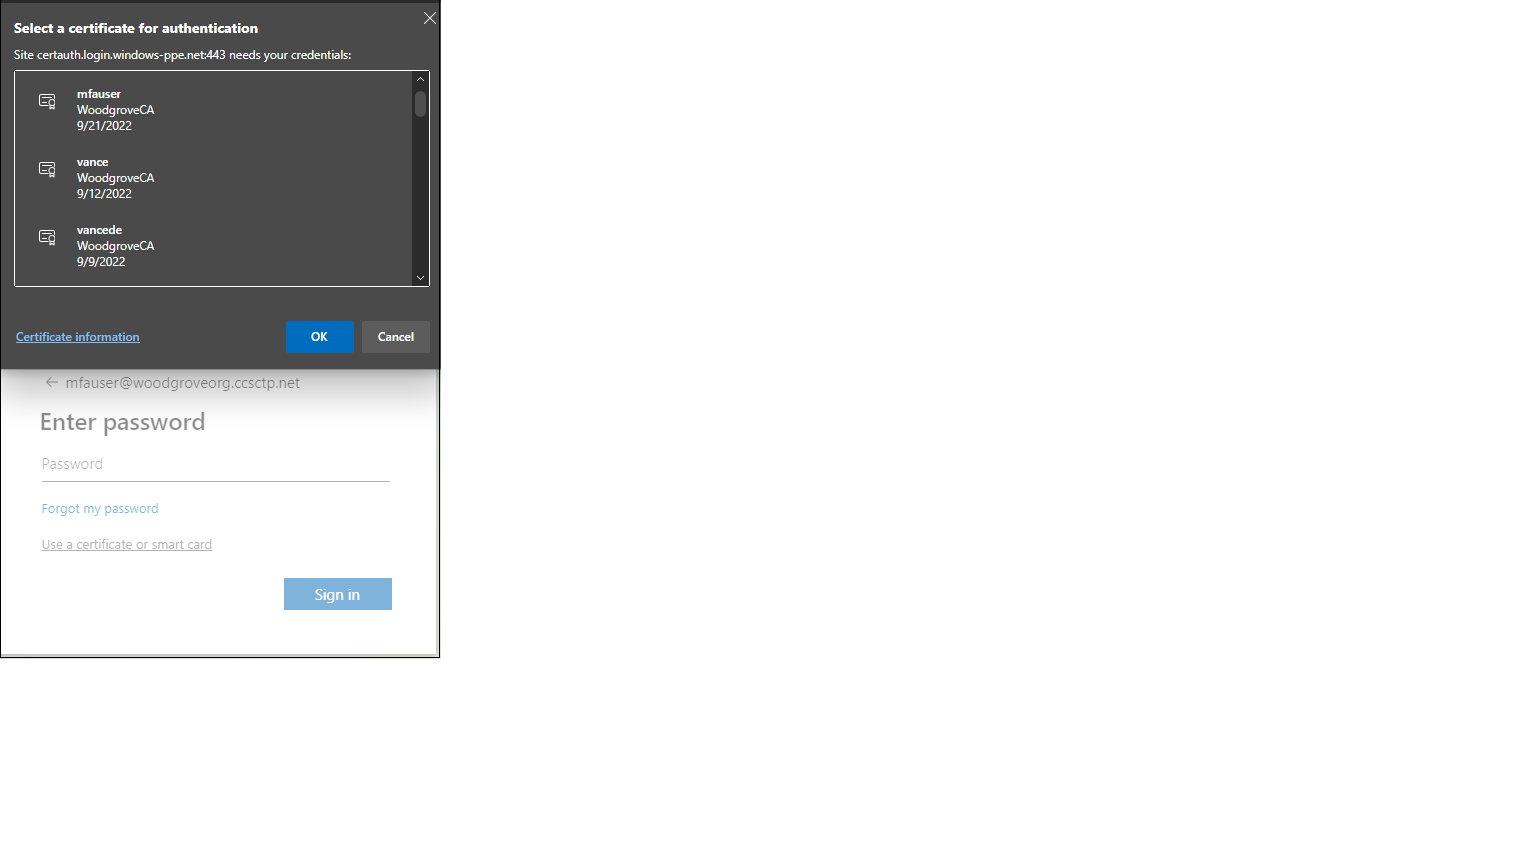 Select a certificate for authentication
Site certauth.login.windows-ppe.net:443 needs your credentials:
mfauser
WoodgroveCA
9/21/2022
vance
WoodgroveCA
9/12/2022
vancede
WoodgroveCA
9/9/2022
Certificate information
OK
Cancel
mfauser@woodgroveorg.ccsctp.net
Enter password
Password
Forgot my password
Use a certificate or smart card
Sign in